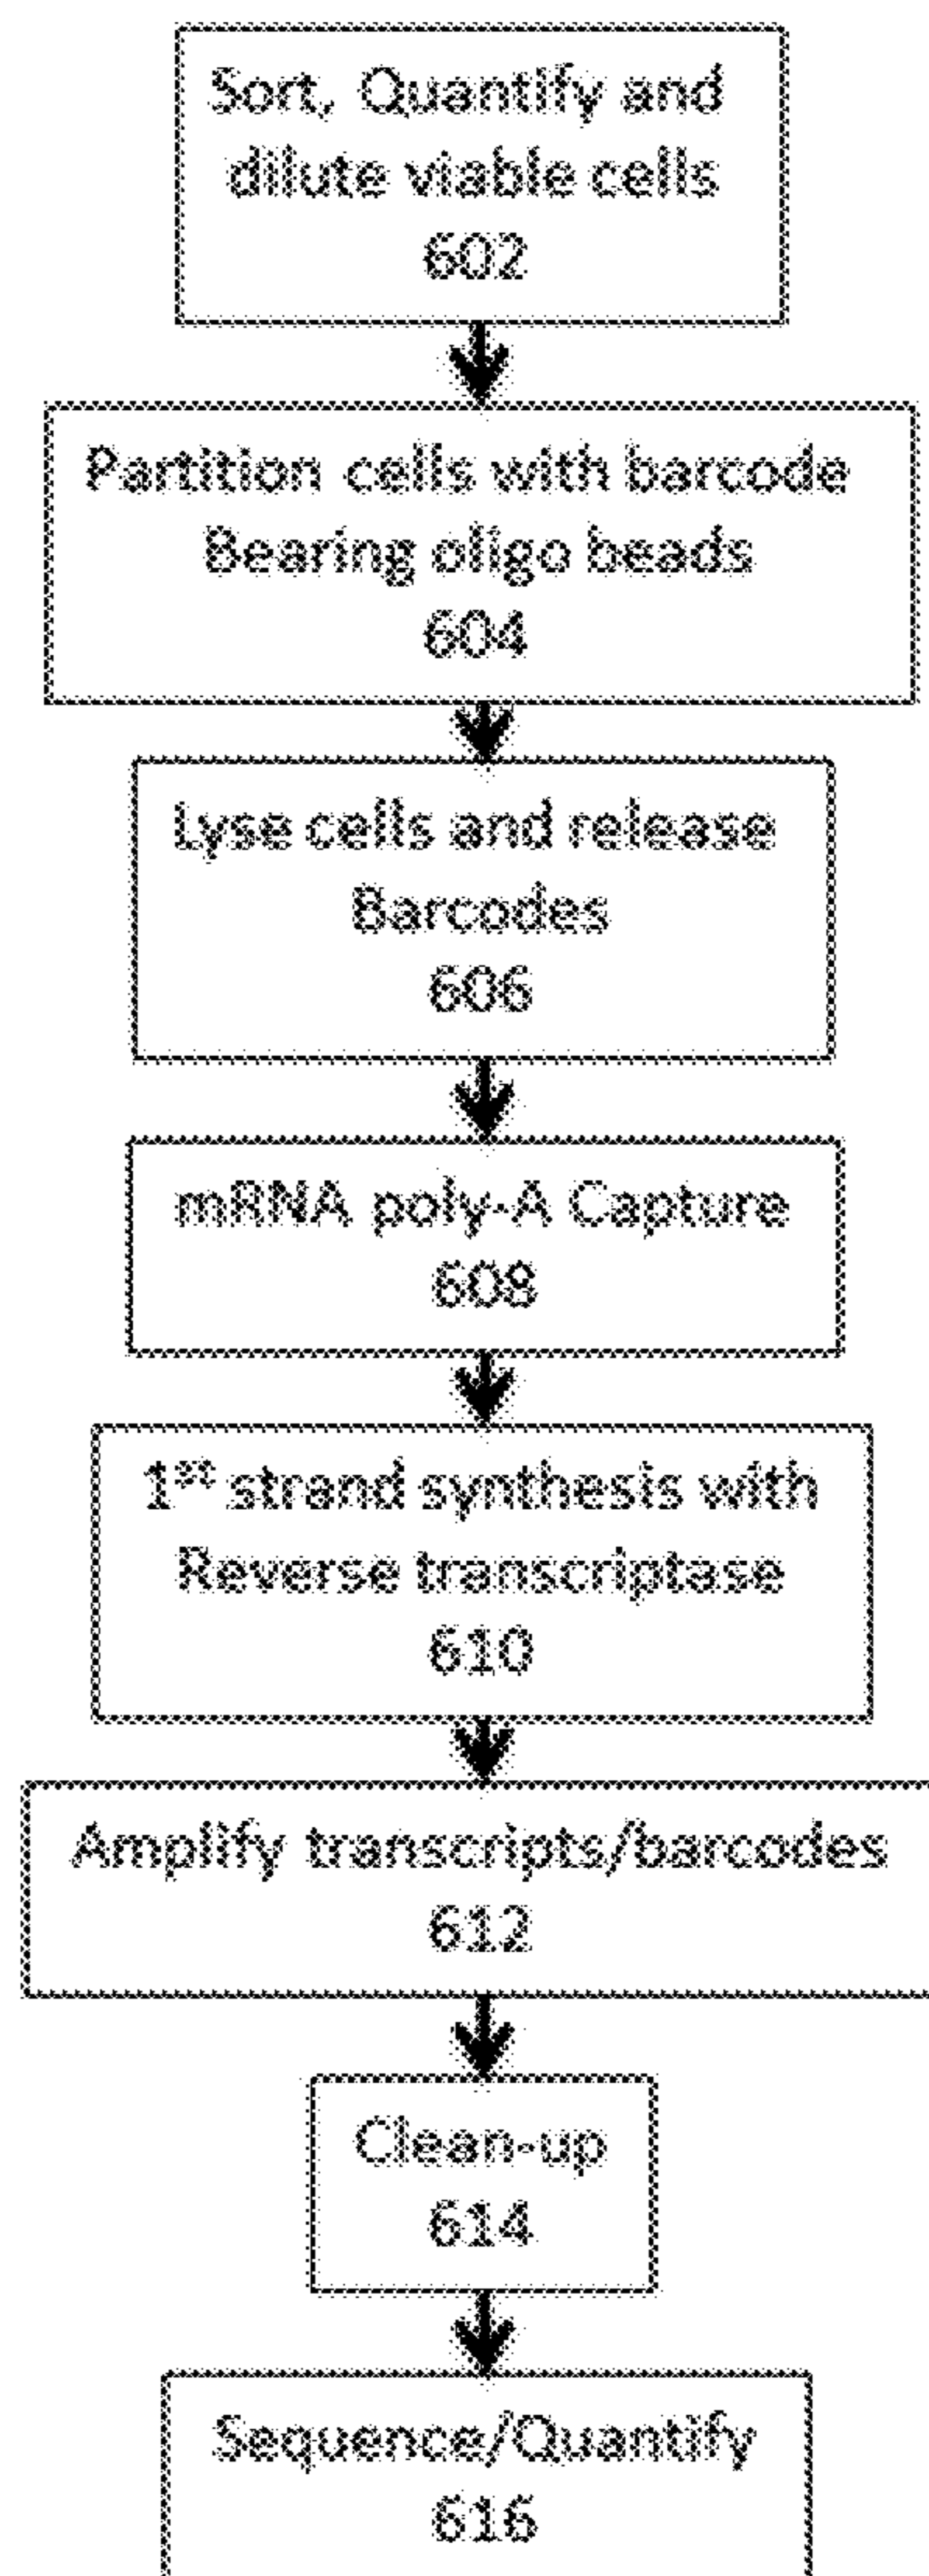 Sort, Quantify and
dilute viable cells
602
Partition cells with barcode
Bearing oligo beads
604
Lyse cells and release
Barcodes
606
mRNA poly-A Capture
608
1st strand synthesis with
Reverse transcriptase
610
Amplify transcripts/barcodes
612
Clean-up
614
Sequence/Quantify
616